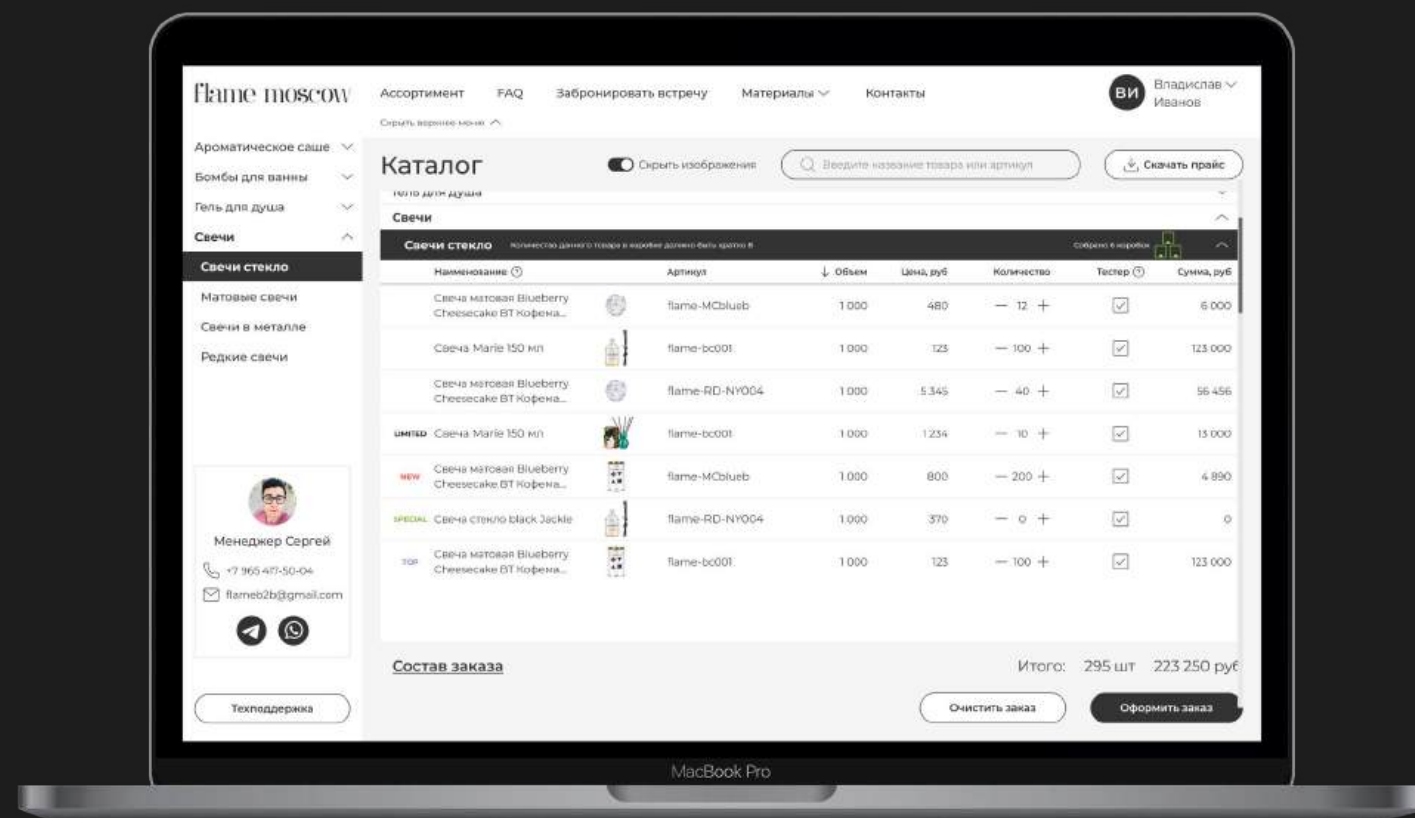 flame moscow
Ассортимент FAQ Забронировать встречу Материалы Контакты
ВИ Владислав
Иванов
Скрыть верхнее меню
Ароматическое саше
Бомбы для ванны
Гель для душа
Свечи
Свечи стекло
Матовые свечи
Свечи в металле
Редкие свечи
Менеджер Сергей
+7 965 417-50-04
flameb2b@gmail.com
Техподдержка
Каталог Скрыть изображения Введите название товара или артикул Скачать прайс
Гель для душа
Свечи
Свечи стекло Количество данного товара в коробке должно быть кратно 8 Собрано 6 коробок
Наименование Артикул Объем Цена, руб Количество Тестер Сумма, руб
Свеча матовая Blueberry
Cheesecake BT Кофема... flame-MCblueb 1 000 480 — 12 + 6 000
Свеча Marie 150 мл flame-bc001 1 000 123 — 100 + 123 000
Свеча матовая Blueberry
Cheesecake BT Кофема... flame-RD-NY004 1 000 5 345 — 40 + 56 456
LIMITED Свеча Marie 150 мл flame-bc001 1 000 1 234 — 10 + 13 000
NEW Свеча матовая Blueberry
Cheesecake BT Кофема... flame-MCblueb 1 000 800 — 200 + 4 890
SPECIAL Свеча стекло black Jackie flame-RD-NY004 1 000 370 — 0 + 0
TOP Свеча матовая Blueberry
Cheesecake BT Кофема... flame-bc001 1 000 123 — 100 + 123 000
Состав заказа Итого: 295 шт 223 250 руб
Очистить заказ Оформить заказ
MacBook Pro